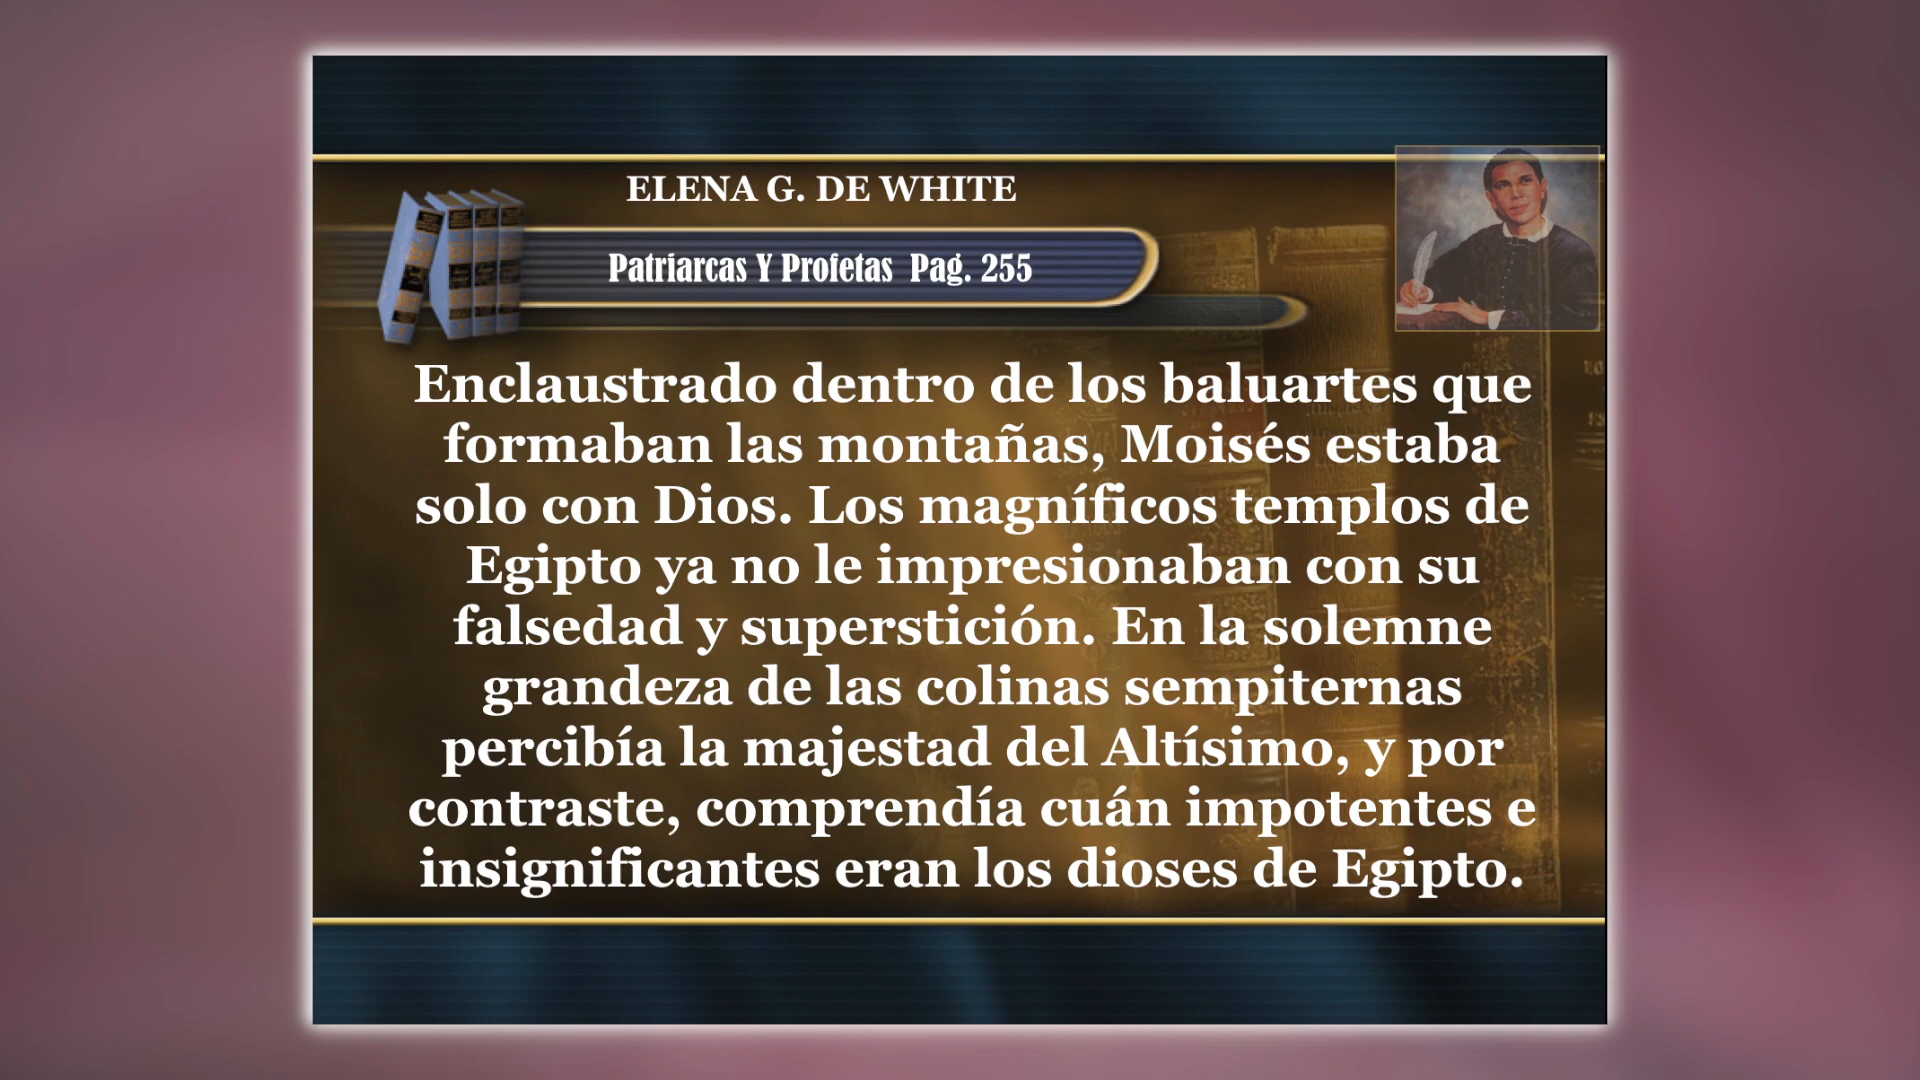 ELENA G. DE WHITE
Patriarcas Y Profetas Pag. 255
Enclaustrado dentro de los baluartes que
formaban las montañas, Moisés estaba
solo con Dios. Los magníficos templos de
Egipto ya no le impresionaban con su
falsedad y superstición. En la solemne
grandeza de las colinas sempiternas
percibía la majestad del Altísimo, y por
contraste, comprendía cuán impotentes e
insignificantes eran los dioses de Egipto.